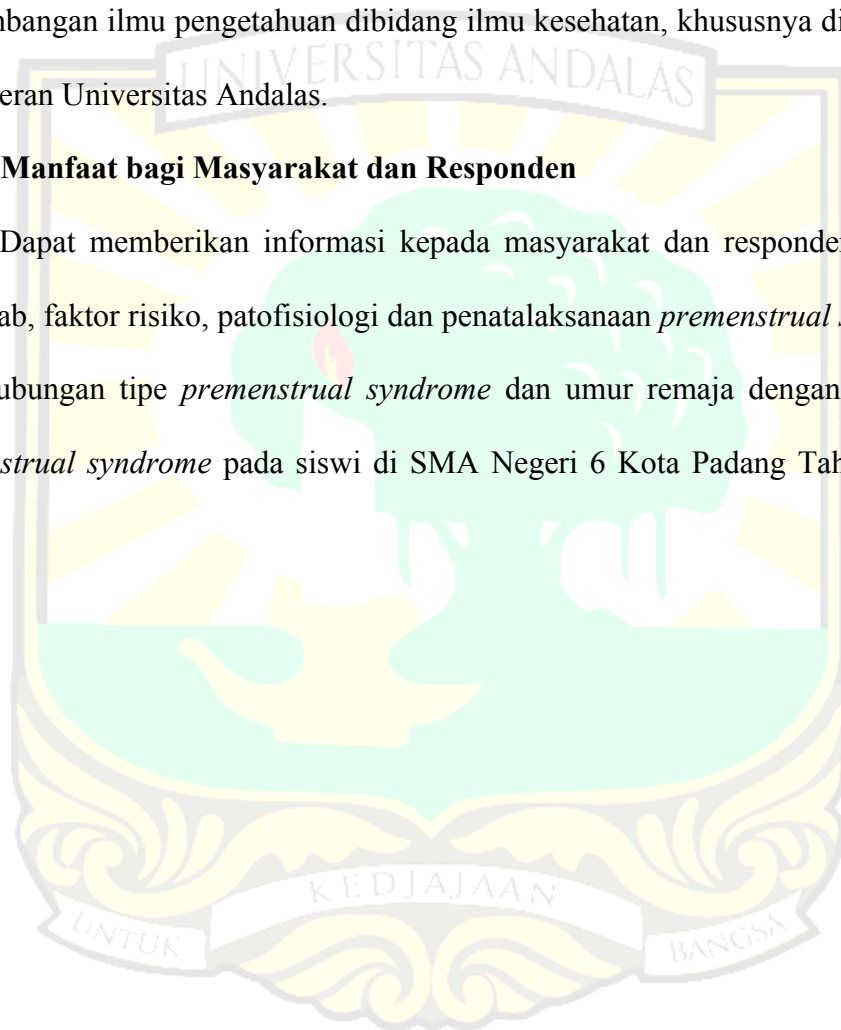 mbangan ilmu pengetahuan dibidang ilmu kesehatan, khususnya di
UNIVERSITAS ANDALAS
eran Universitas Andalas.
Manfaat bagi Masyarakat dan Responden
Dapat memberikan informasi kepada masyarakat dan responden
ab, faktor risiko, patofisiologi dan penatalaksanaan premenstrual
ubungan tipe premenstrual syndrome dan umur remaja dengan
strual syndrome pada siswi di SMA Negeri 6 Kota Padang Tah
KEDJAJAAN
UNTUK BANGSA